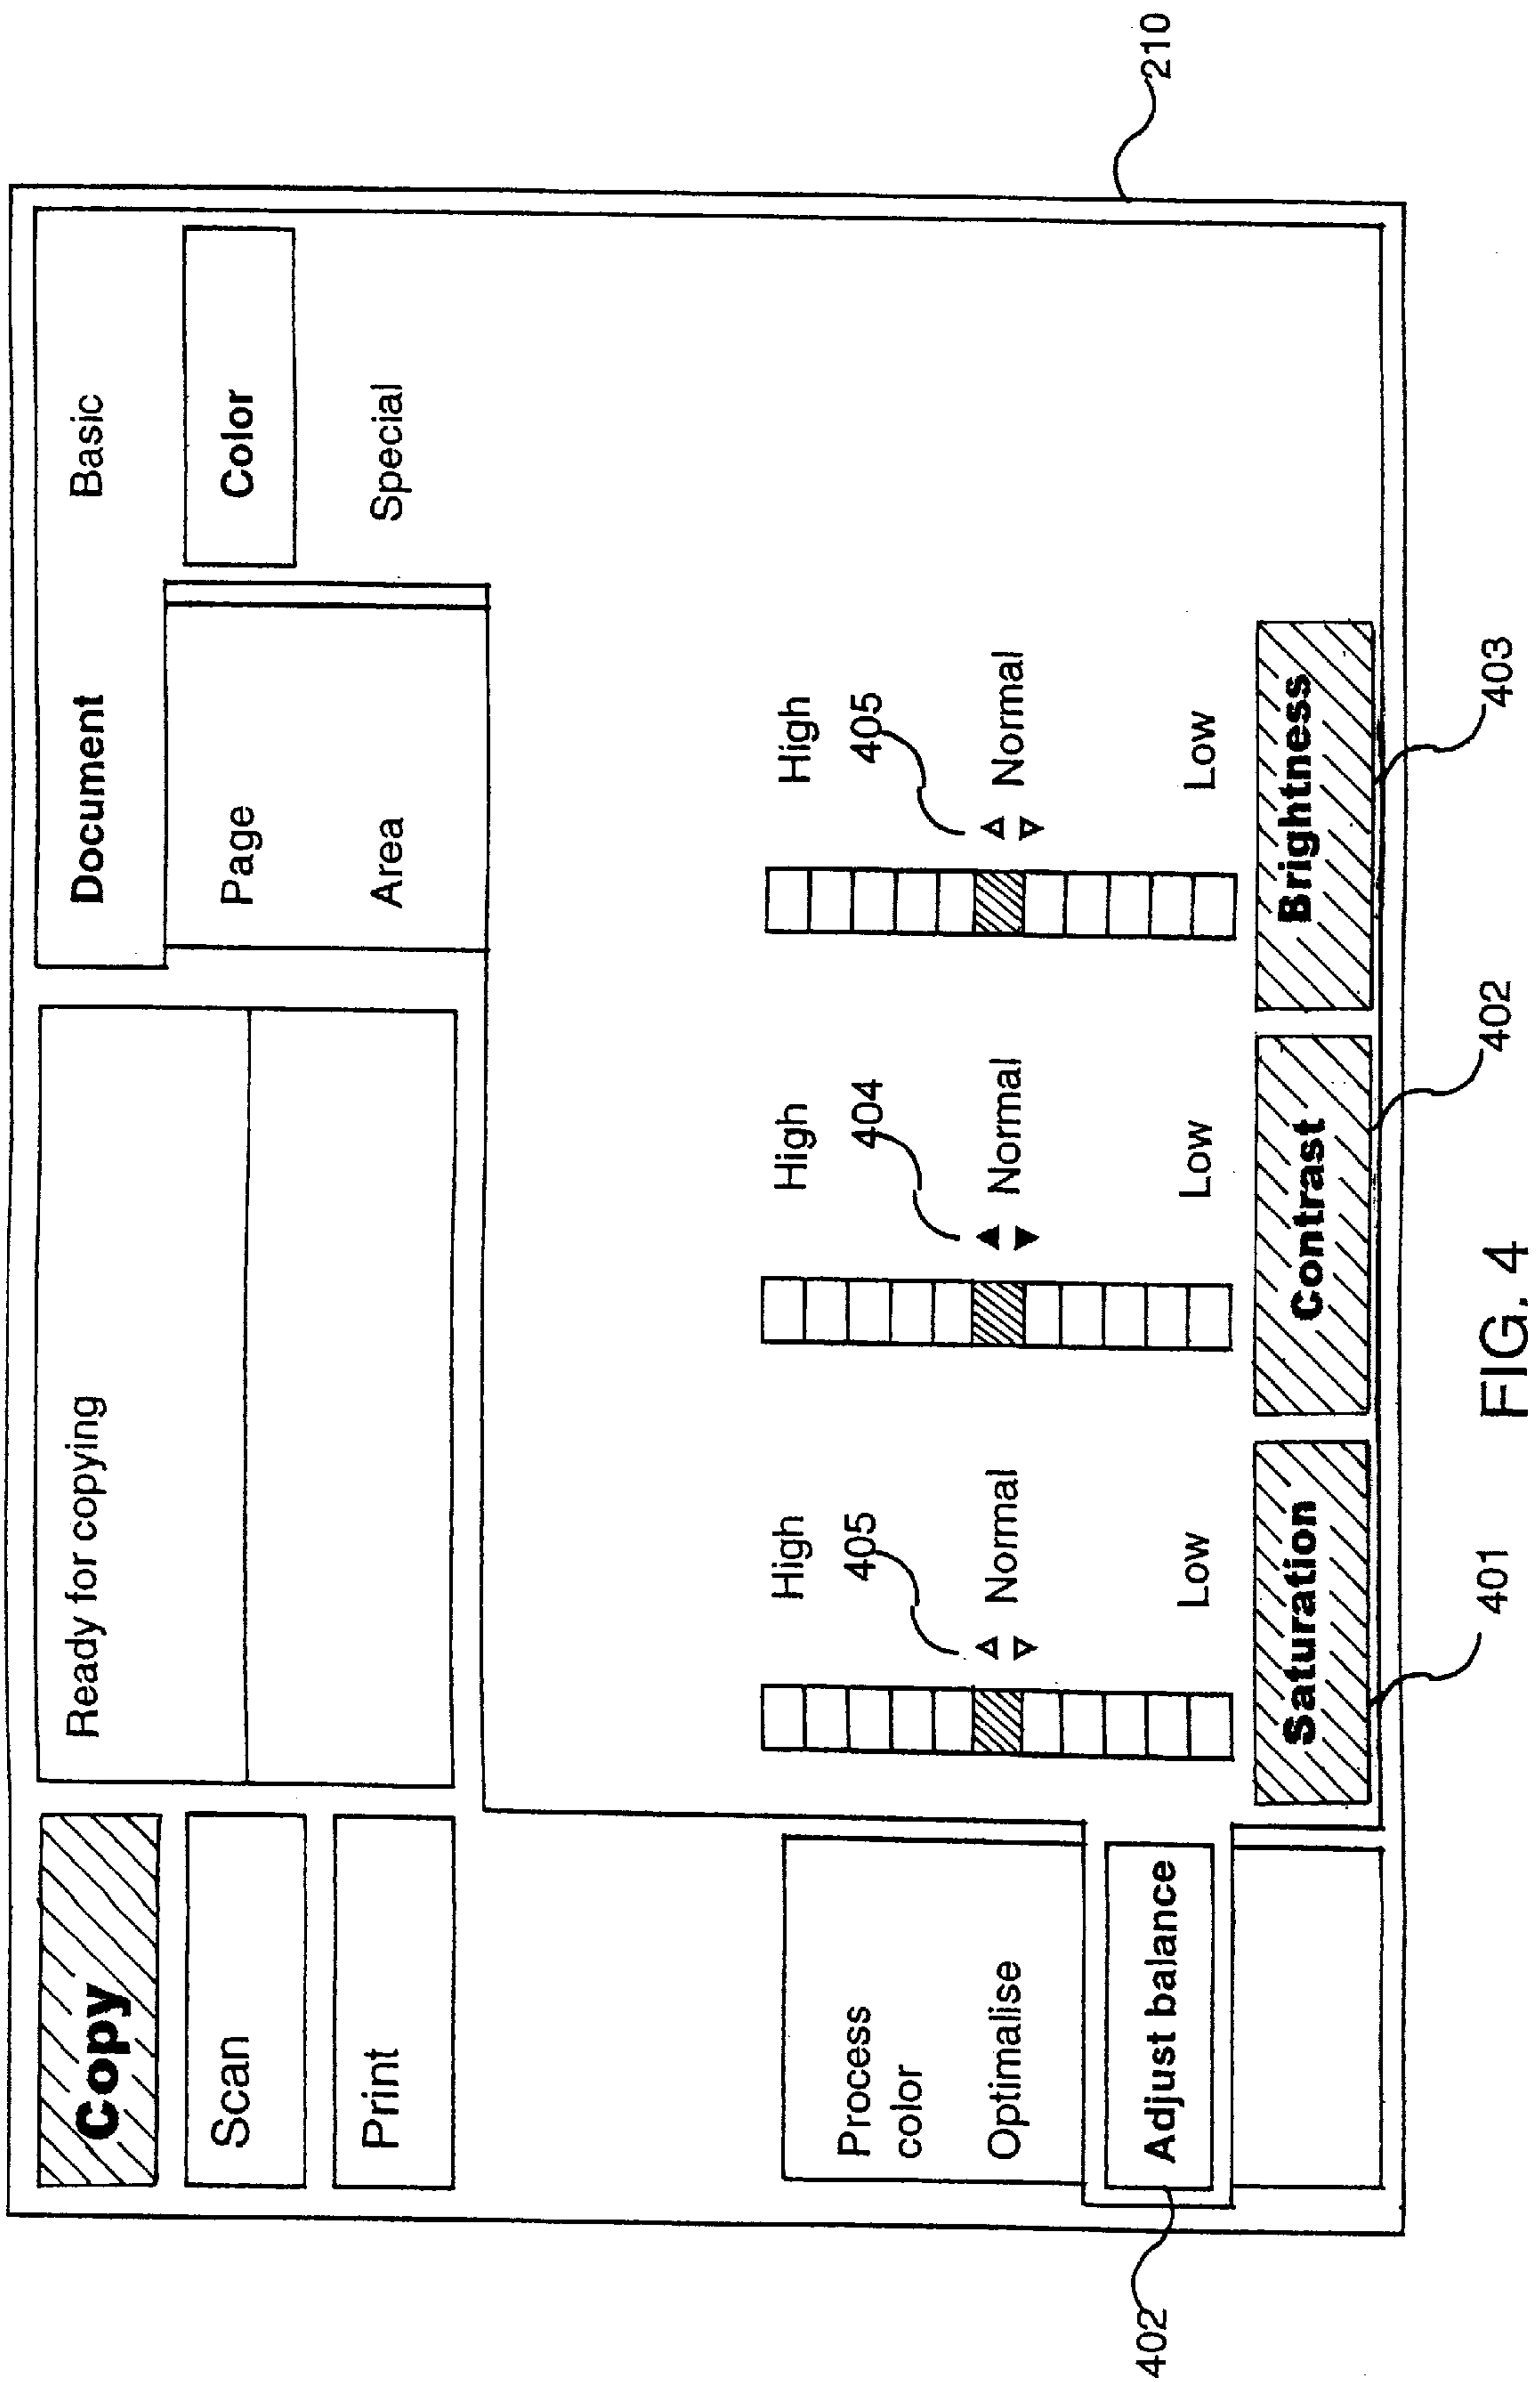 210
Copy
Ready for copying
Document
Basic
Scan
Page
Color
Print
Area
Special
Process
color
High
High
High
405
404
405
Optimalise
Normal
Normal
Normal
402
Adjust balance
Low
Low
Low
Saturation
Contrast
Brightness
401
402
403
FIG. 4